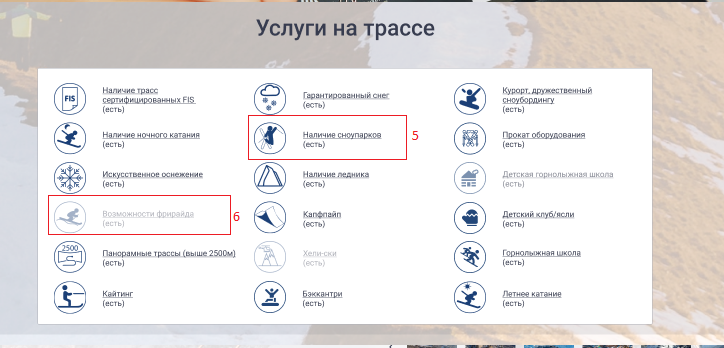 Услуги на трассе
FIS
Наличие трасс
сертифицированных FIS
(есть)
Гарантированный снег
(есть)
Курорт, дружественный
сноубордингу
(есть)
Наличие ночного катания
(есть)
Наличие сноупарков
(есть)
5
Прокат оборудования
(есть)
Искусственное оснежение
(есть)
Наличие ледника
(есть)
Детская горнолыжная школа
(есть)
Возможности фрирайда
(есть)
6
Капфпайп
(есть)
Детский клуб/ясли
(есть)
2500
Панорамные трассы (выше 2500м)
(есть)
Хели-ски
(есть)
Горнолыжная школа
(есть)
Кайтинг
(есть)
Бэккантри
(есть)
Летнее катание
(есть)